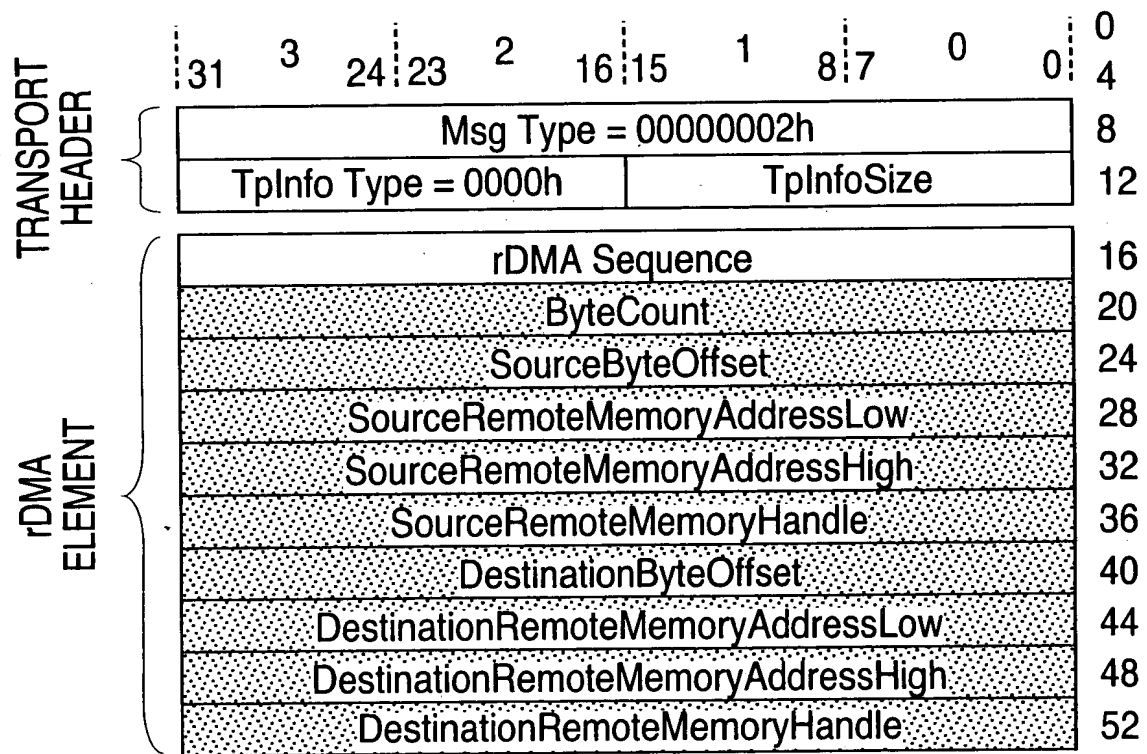 0
3 2 1 0
31 24 23 16 15 8 7 0 4
TRANSPORT
HEADER
Msg Type = 00000002h 8
TpInfo Type = 0000h TpInfoSize 12
rDMA
ELEMENT
rDMA Sequence 16
ByteCount 20
SourceByteOffset 24
SourceRemoteMemoryAddressLow 28
SourceRemoteMemoryAddressHigh 32
SourceRemoteMemoryHandle 36
DestinationByteOffset 40
DestinationRemoteMemoryAddressLow 44
DestinationRemoteMemoryAddressHigh 48
DestinationRemoteMemoryHandle 52